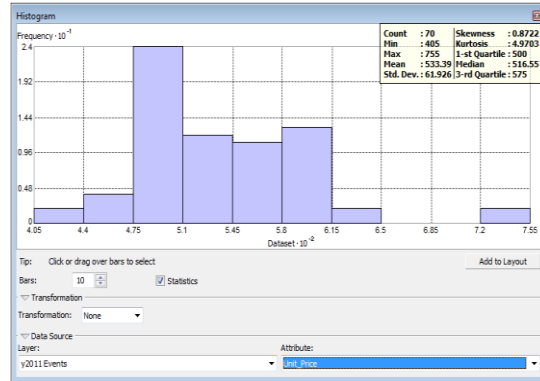 Histogram
Frequency · 10⁻¹
Count : 70 Skewness : 0.8722
Min : 405 Kurtosis : 4.9703
Max : 755 1-st Quartile : 500
Mean : 533.39 Median : 516.55
Std. Dev. : 61.926 3-rd Quartile : 575
2.4
1.92
1.44
0.96
0.48
0
4.05 4.4 4.75 5.1 5.45 5.8 6.15 6.5 6.85 7.2 7.55
Dataset · 10⁻²
Tip: Click or drag over bars to select Add to Layout
Bars: 10 Statistics
Transformation
Transformation: None
Data Source
Layer: Attribute:
y2011 Events Unit_Price